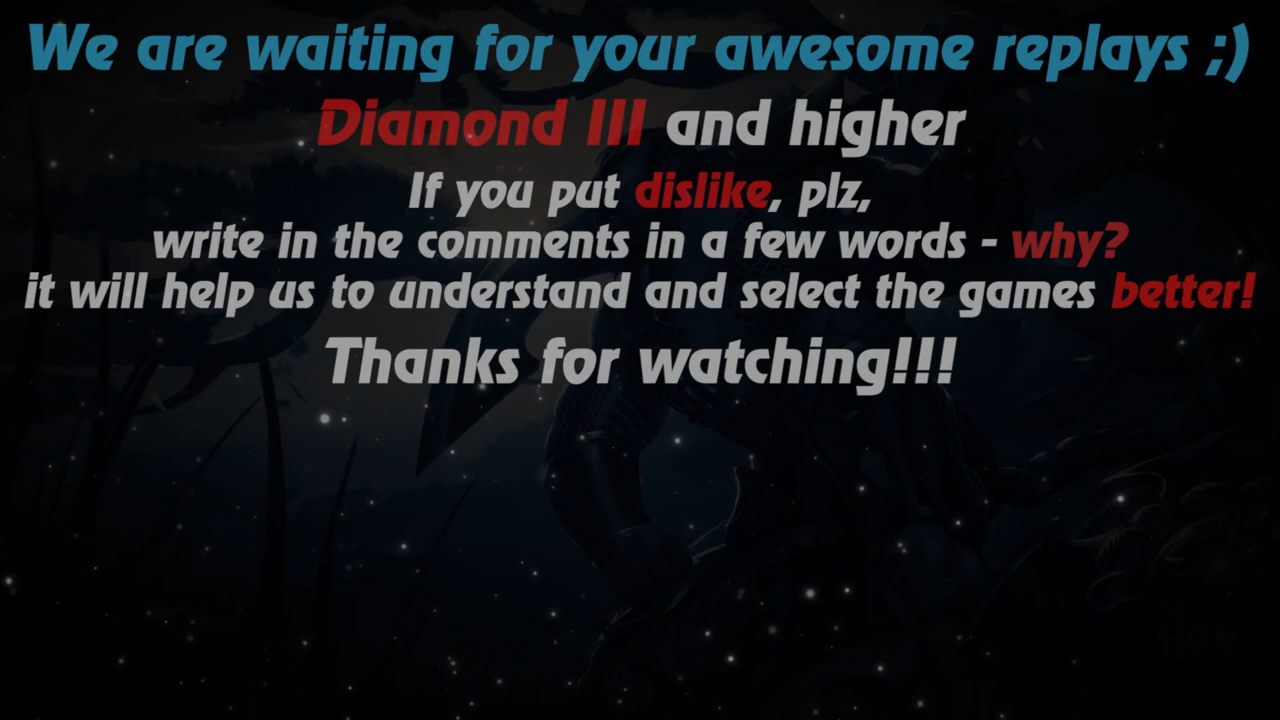 We are waiting for your awesome replays ;)
Diamond III and higher
If you put dislike, plz,
write in the comments in a few words - why?
it will help us to understand and select the games better!
Thanks for watching!!!